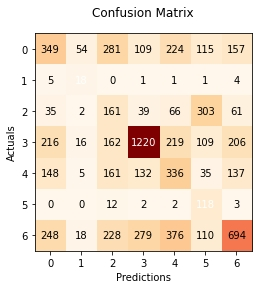 Confusion Matrix
0 349 54 281 109 224 115 157
1 5 0 1 1 1 4
2 35 2 161 39 66 303 61
3 216 16 162 1220 219 109 206
4 148 5 161 132 336 35 137
5 0 0 12 2 2 118 3
6 248 18 228 279 376 110 694
0 1 2 3 4 5 6
Actuals
Predictions